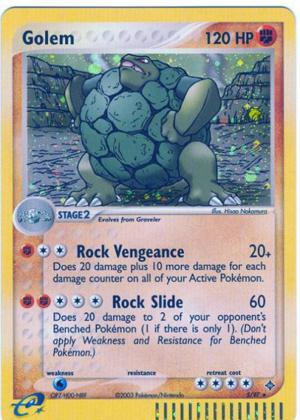 Golem
120 HP
Illus. Hisao Nakamura
STAGE2
Evolves from Graveler
Rock Vengeance 20+
Does 20 damage plus 10 more damage for each
damage counter on all of your Active Pokémon.
Rock Slide 60
Does 20 damage to 2 of your opponent's
Benched Pokémon (1 if there is only 1). (Don't
apply Weakness and Resistance for
Benched Pokémon.)
weakness resistance retreat cost
©2003 Pokémon/Nintendo
5/97 ★
e